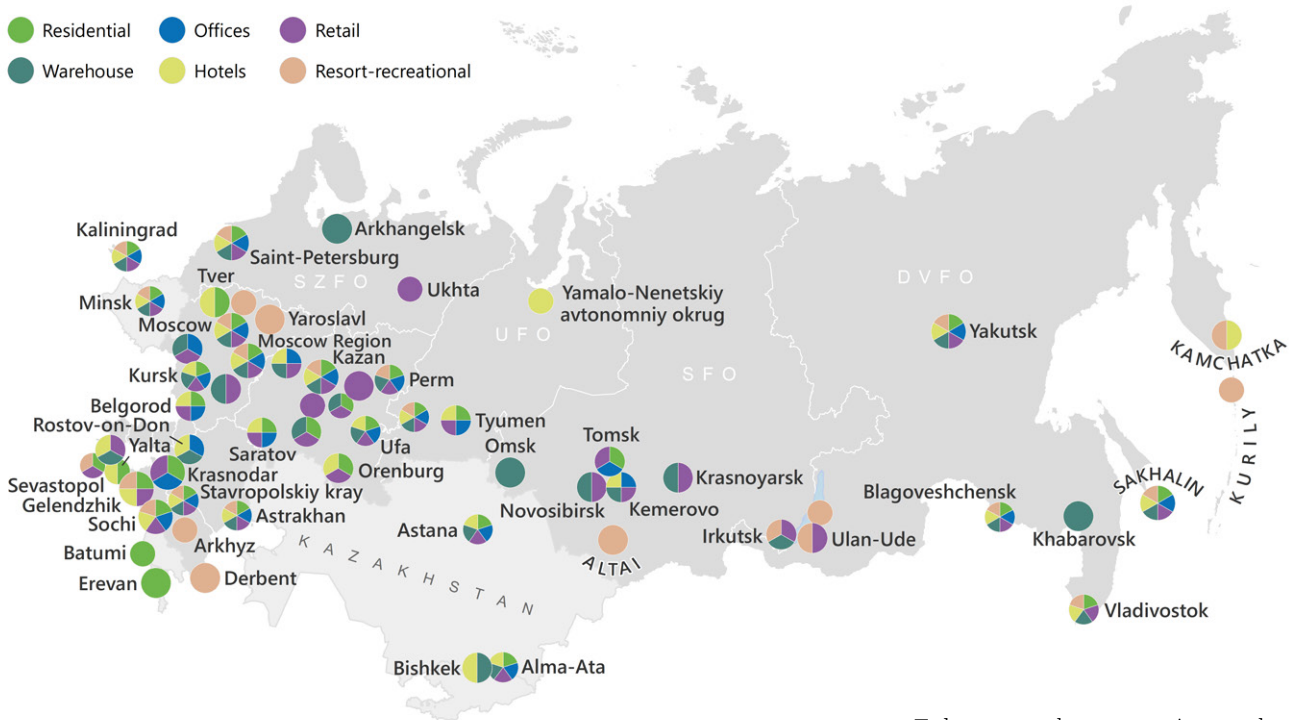 Residential
Offices
Retail
Warehouse
Hotels
Resort-recreational
Kaliningrad
Arkhangelsk
Saint-Petersburg
SZFO
Tver
Minsk
Ukhta
Yamalo-Nenetskiy
avtonomniy okrug
DVFO
Yaroslavl
Moscow
Moscow Region
UFO
Yakutsk
KAMCHATKA
Kazan
Kursk
Perm
SFO
Belgorod
Rostov-on-Don
Tyumen
Yalta
Saratov
Ufa
Omsk
Tomsk
KURILY
Krasnodar
Orenburg
Krasnoyarsk
Sevastopo
Stavropolskiy kray
Gelendzhik
Novosibirsk
Kemerovo
Blagoveshchensk
SAKHALIN
Sochi
Astrakhan
Astana
Irkutsk
Ulan-Ude
Khabarovsk
Arkhyz
Batumi
KAZAKHSTAN
ALTAI
Erevan
Derbent
Vladivostok
Bishkek
Alma-Ata